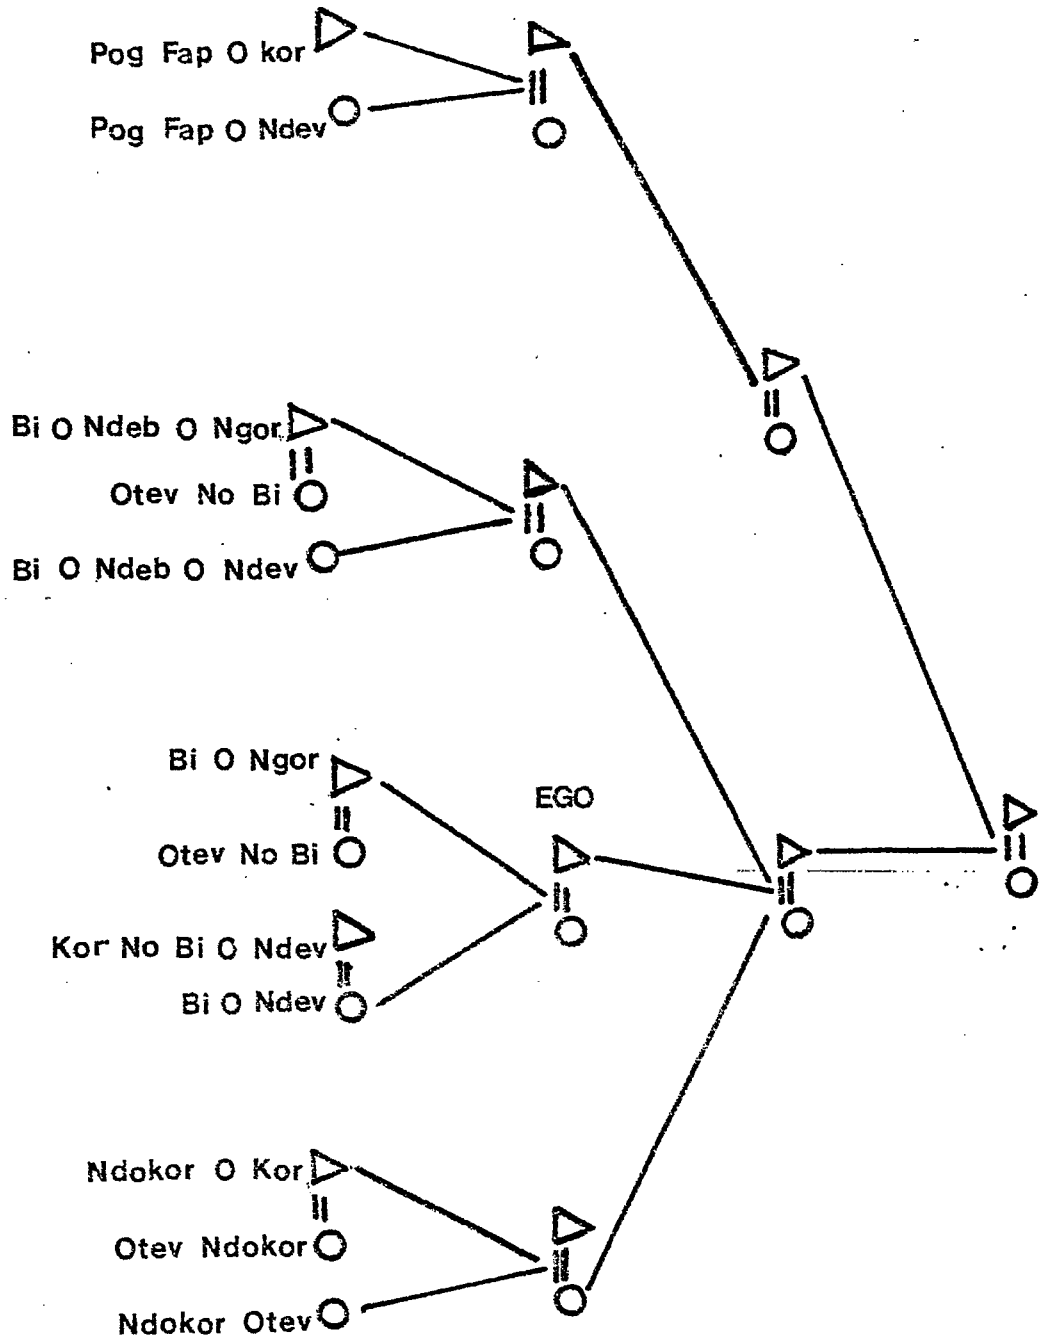 Pog Fap O kor
Pog Fap O Ndev
Bi O Ndeb O Ngor
Otev No Bi
Bi O Ndeb O Ndev
Bi O Ngor
EGO
Otev No Bi
Kor No Bi O Ndev
Bi O Ndev
Ndokor O Kor
Otev Ndokor
Ndokor Otev